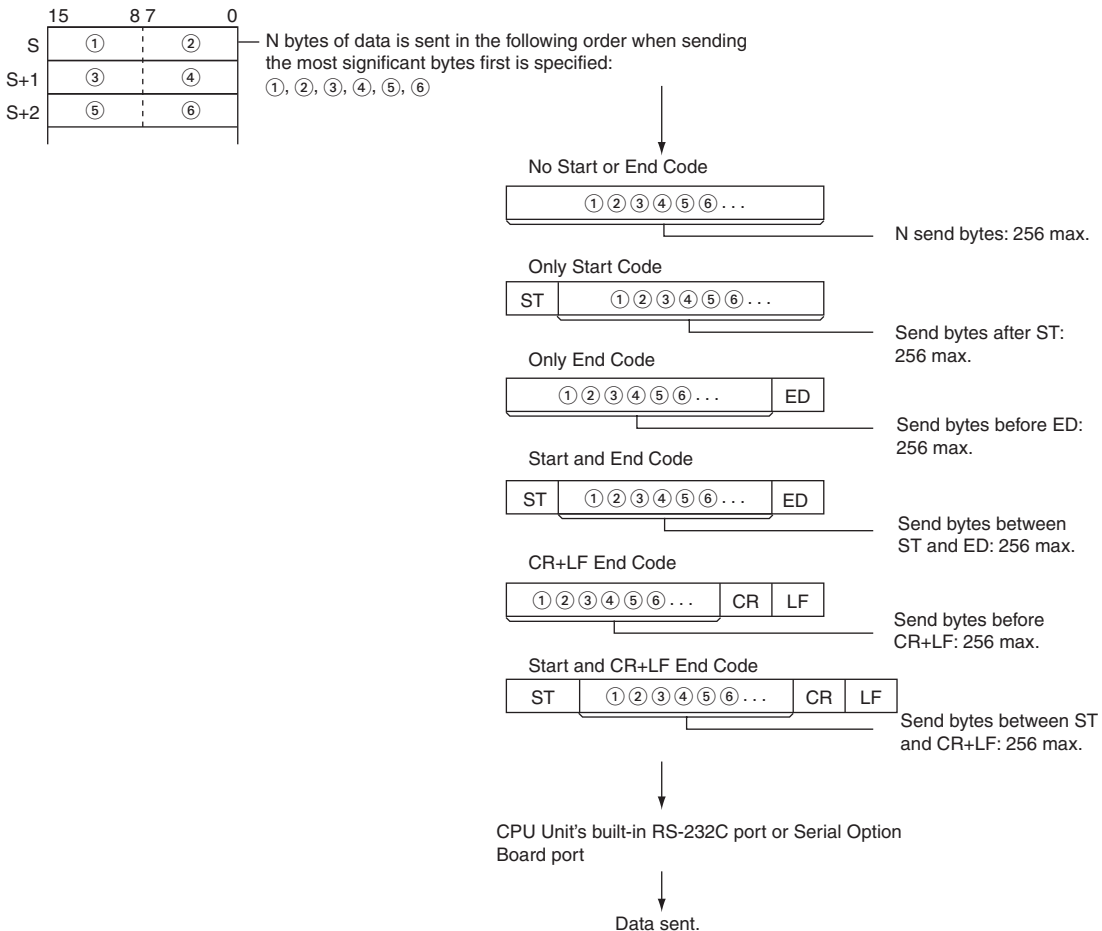 15 8 7 0
S ① ②
S+1 ③ ④
S+2 ⑤ ⑥
N bytes of data is sent in the following order when sending
the most significant bytes first is specified:
①, ②, ③, ④, ⑤, ⑥
No Start or End Code
①②③④⑤⑥...
N send bytes: 256 max.
Only Start Code
ST ①②③④⑤⑥...
Send bytes after ST:
256 max.
Only End Code
①②③④⑤⑥... ED
Send bytes before ED:
256 max.
Start and End Code
ST ①②③④⑤⑥... ED
Send bytes between
ST and ED: 256 max.
CR+LF End Code
①②③④⑤⑥... CR LF
Send bytes before
CR+LF: 256 max.
Start and CR+LF End Code
ST ①②③④⑤⑥... CR LF
Send bytes between ST
and CR+LF: 256 max.
CPU Unit's built-in RS-232C port or Serial Option
Board port
Data sent.